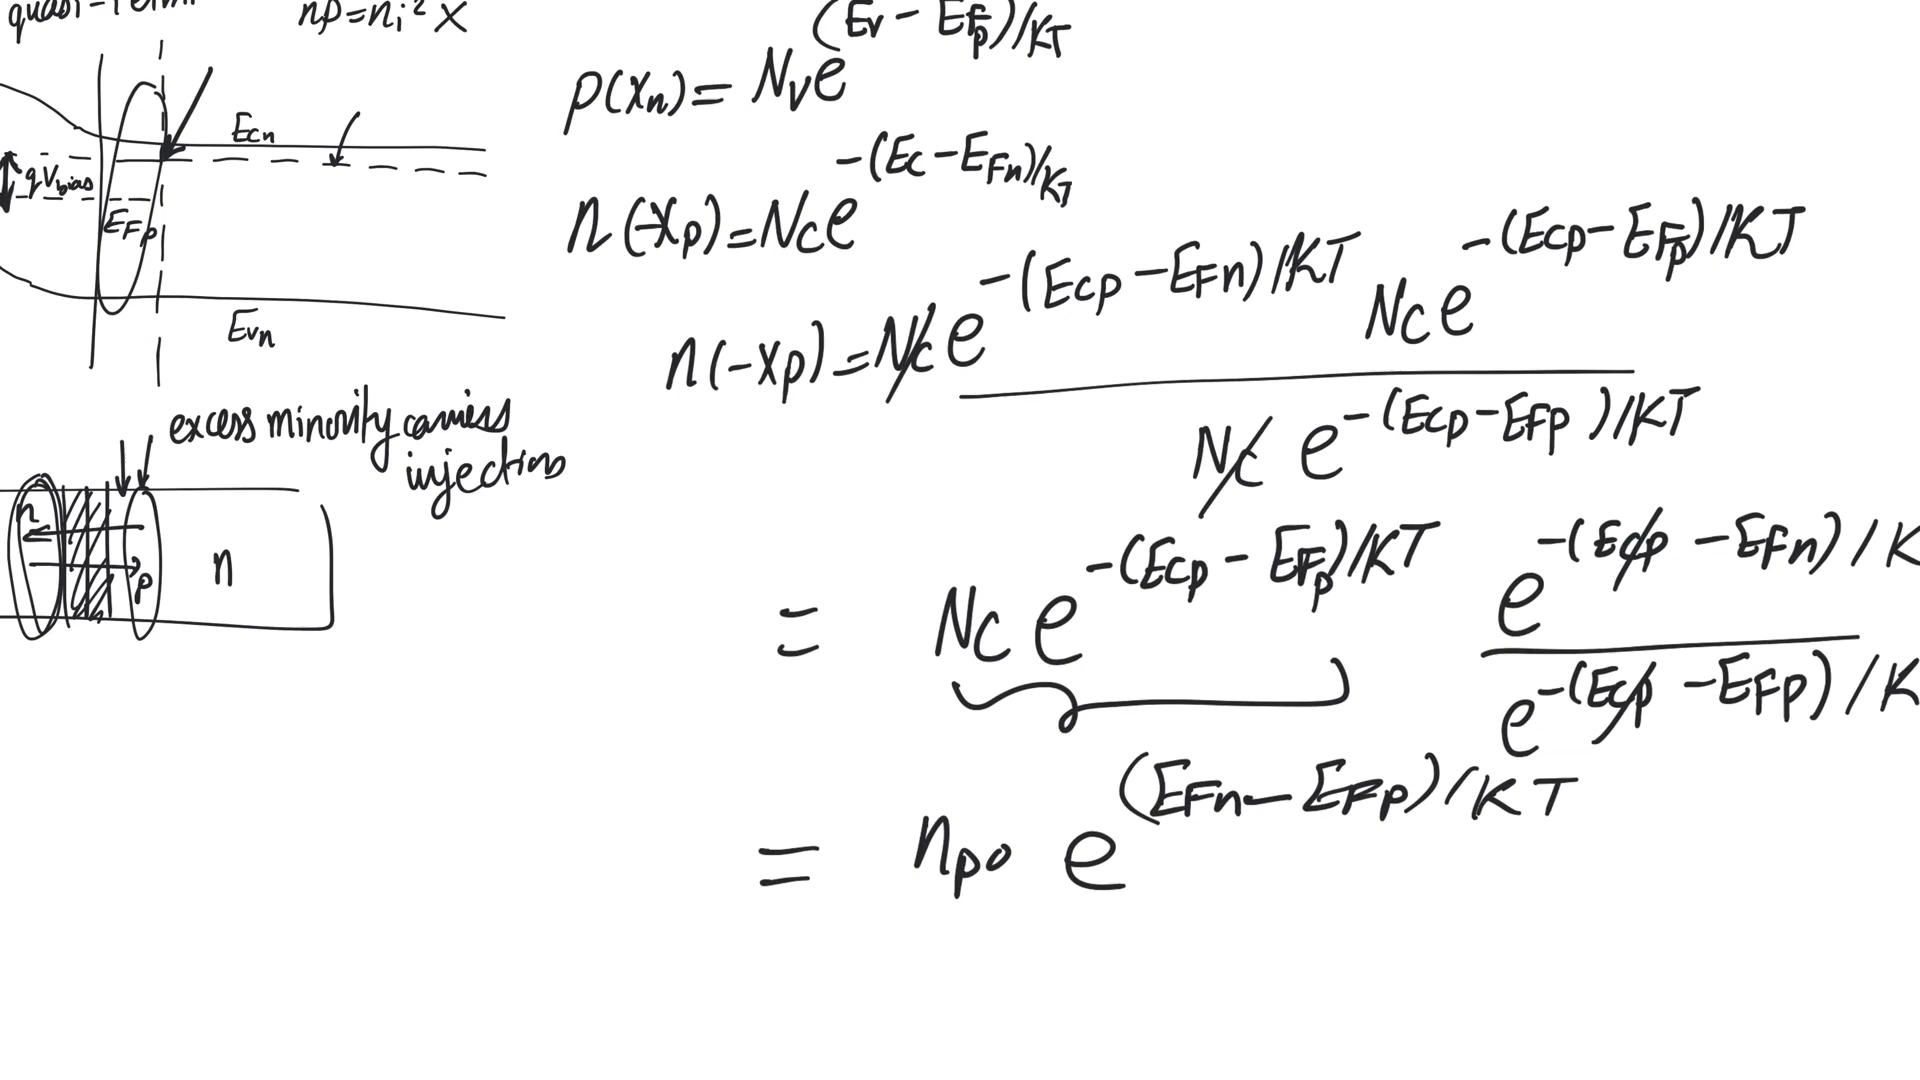 quasi-Fermi
np=ni² X
Ecn
qVbias
EFp
Evn
excess minority carriers
injections
n
p
n
p(xn)= Nv e^(Ev - EFp)/KT
n(-xp)=Nc e^-(Ec-EFn)/KT
n(-xp)=Nc e^-(Ecp-EFn)/KT Nc e^-(Ecp-EFp)/KT
Nc e^-(Ecp-EFp)/KT
= Nc e^-(Ecp-EFp)/KT e^-(Ecp-EFn)/K
e^-(Ecp-EFp)/K
= npo e^(EFn-EFp)/KT